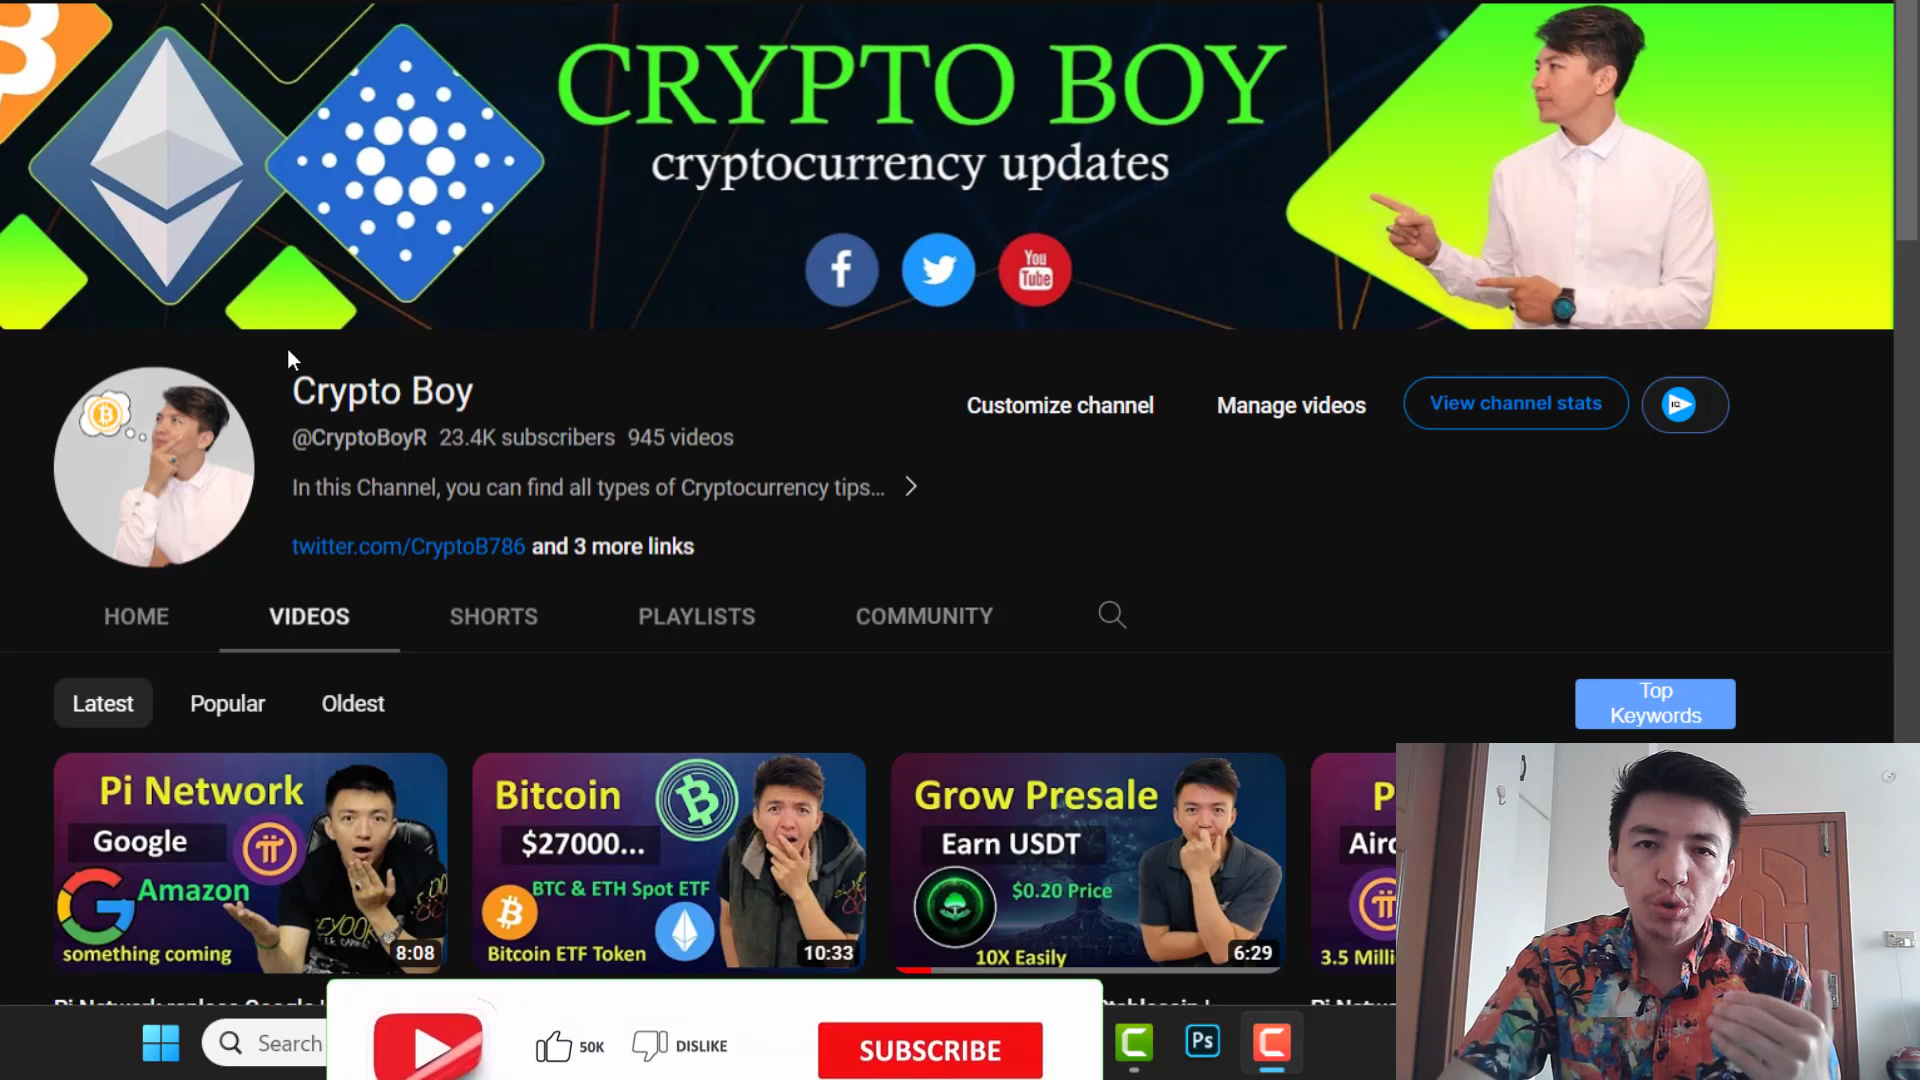 CRYPTO BOY
cryptocurrency updates
f
You
Tube
Crypto Boy
@CryptoBoyR 23.4K subscribers 945 videos
In this Channel, you can find all types of Cryptocurrency tips...
twitter.com/CryptoB786 and 3 more links
Customize channel
Manage videos
View channel stats
IQ
HOME
VIDEOS
SHORTS
PLAYLISTS
COMMUNITY
Latest
Popular
Oldest
Top
Keywords
Pi Network
Google
Amazon
something coming
8:08
Bitcoin
$27000...
BTC & ETH Spot ETF
Bitcoin ETF Token
10:33
Grow Presale
Earn USDT
$0.20 Price
10X Easily
6:29
P
3.5 Milli
Search
50K
DISLIKE
SUBSCRIBE
C
Ps
C